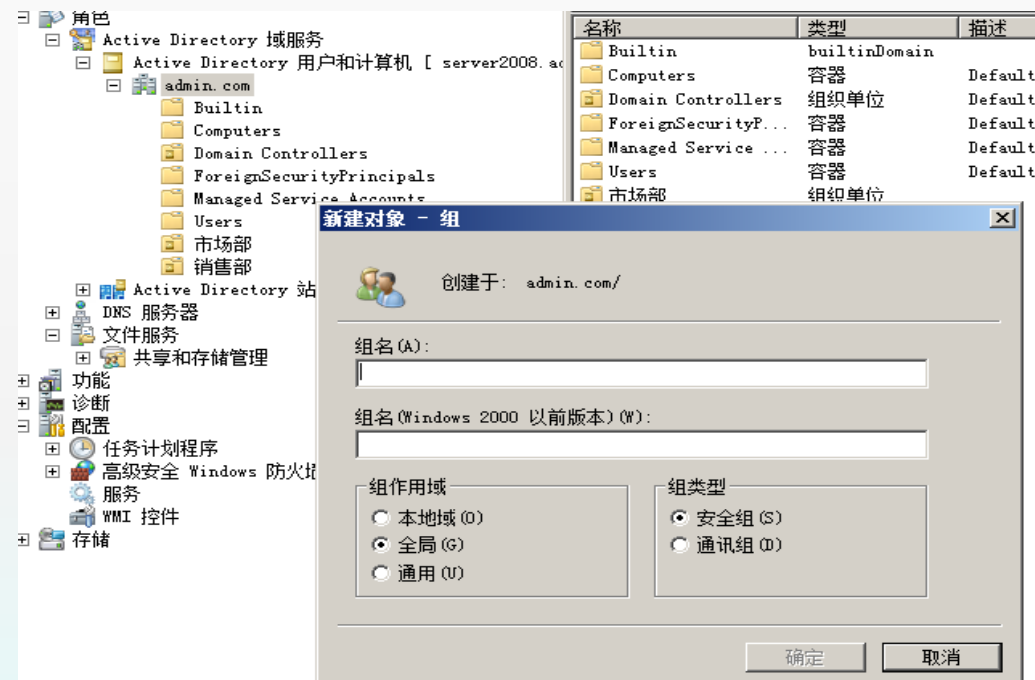 角色
Active Directory 域服务
Active Directory 用户和计算机 [ server2008.ad
admin.com
Builtin
Computers
Domain Controllers
ForeignSecurityPrincipals
Managed Service Accounts
Users
市场部
销售部
Active Directory 站
DNS 服务器
文件服务
共享和存储管理
功能
诊断
配置
任务计划程序
高级安全 Windows 防火墙
服务
WMI 控件
存储
名称 类型 描述
Builtin builtinDomain
Computers 容器 Default
Domain Controllers 组织单位 Default
ForeignSecurityP... 容器 Default
Managed Service ... 容器 Default
Users 容器 Default
市场部 组织单位
新建对象 - 组
创建于: admin.com/
组名(A):
组名(Windows 2000 以前版本)(W):
组作用域
本地域(O)
全局(G)
通用(U)
组类型
安全组(S)
通讯组(D)
确定 取消